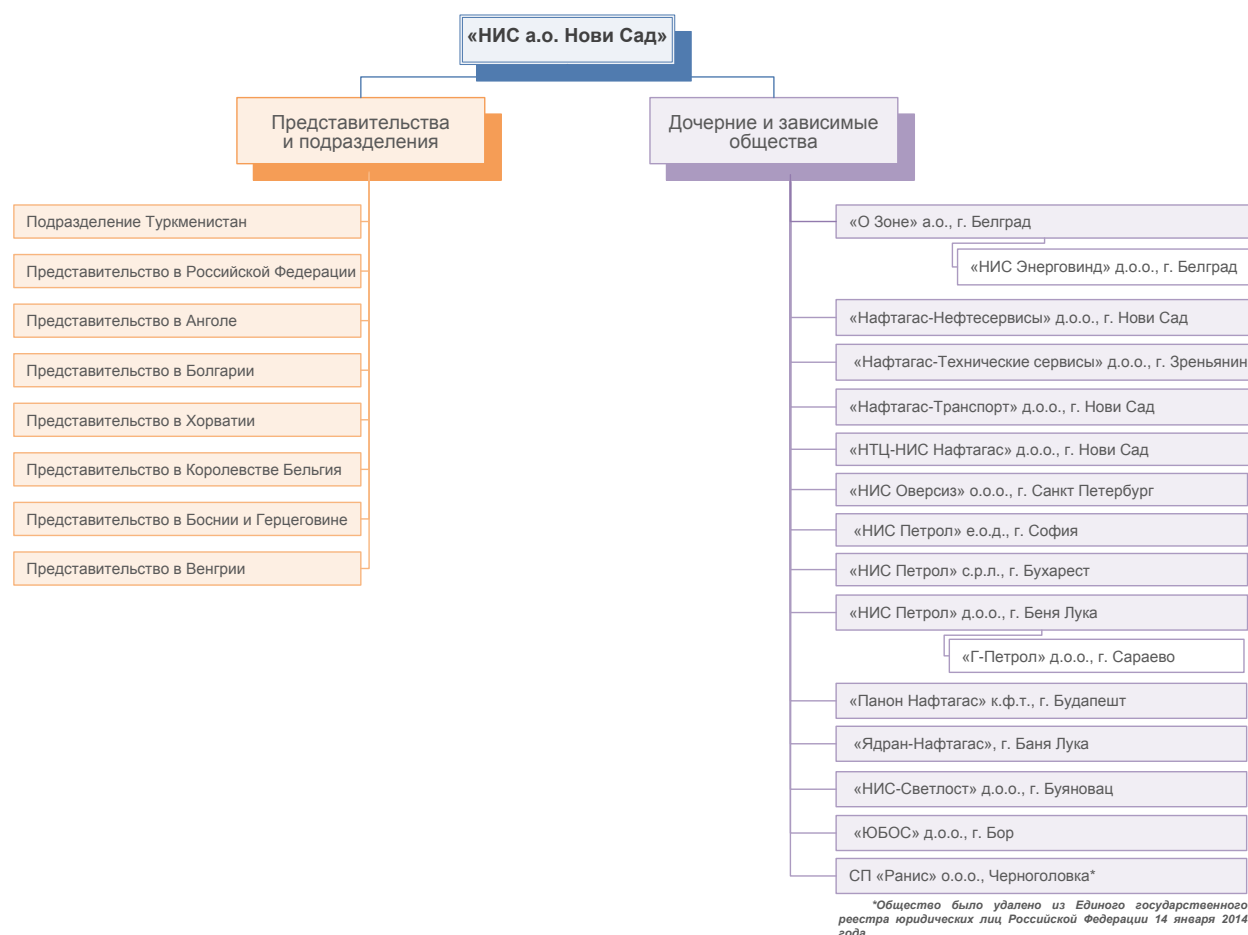 «НИС а.о. Нови Сад»
Представительства
и подразделения
Подразделение Туркменистан
Представительство в Российской Федерации
Представительство в Анголе
Представительство в Болгарии
Представительство в Хорватии
Представительство в Королевстве Бельгия
Представительство в Боснии и Герцеговине
Представительство в Венгрии
Дочерние и зависимые
общества
«О Зоне» а.о., г. Белград
«НИС Энерговинд» д.о.о., г. Белград
«Нафтагас-Нефтесервисы» д.о.о., г. Нови Сад
«Нафтагас-Технические сервисы» д.о.о., г. Зреньянин
«Нафтагас-Транспорт» д.о.о., г. Нови Сад
«НТЦ-НИС Нафтагас» д.о.о., г. Нови Сад
«НИС Оверсиз» о.о.о., г. Санкт Петербург
«НИС Петрол» е.о.д., г. София
«НИС Петрол» с.р.л., г. Бухарест
«НИС Петрол» д.о.о., г. Беня Лука
«Г-Петрол» д.о.о., г. Сараево
«Панон Нафтагас» к.ф.т., г. Будапешт
«Ядран-Нафтагас», г. Баня Лука
«НИС-Светлост» д.о.о., г. Буяновац
«ЮБОС» д.о.о., г. Бор
СП «Ранис» о.о.о., Черноголовка*
*Общество было удалено из Единого государственного
реестра юридических лиц Российской Федерации 14 января 2014
года